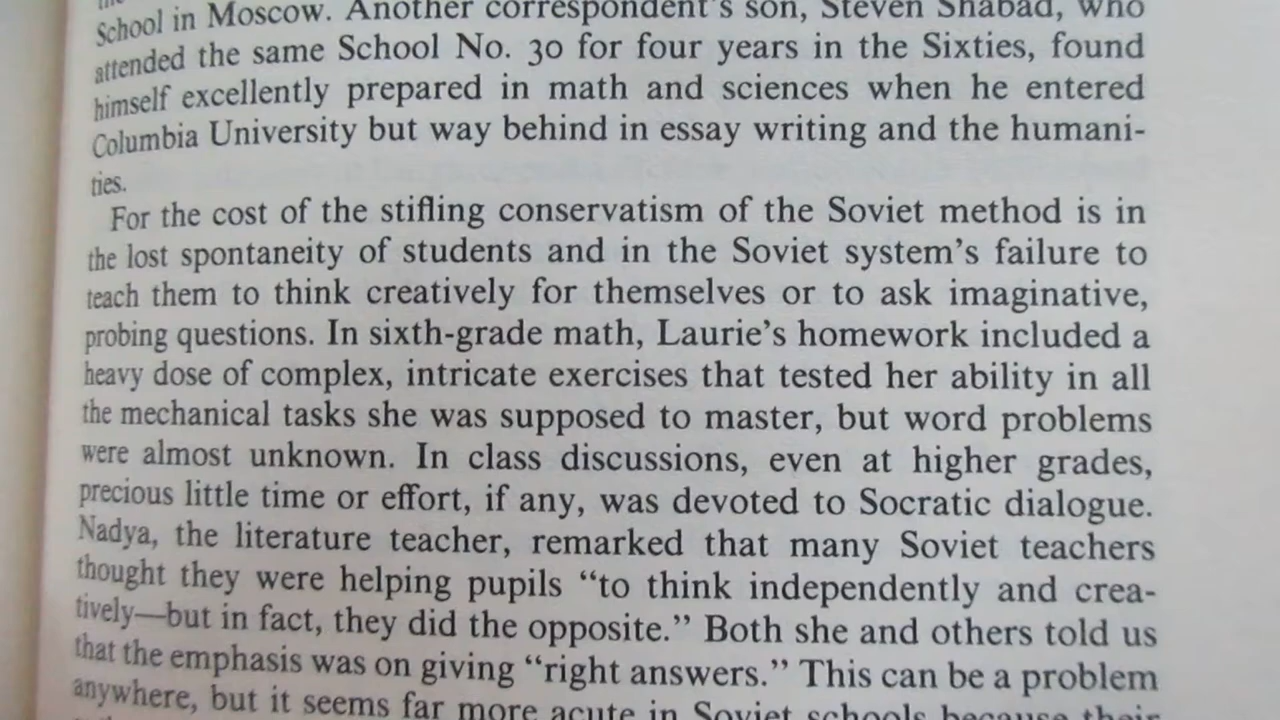 School in Moscow. Another correspondent's son, Steven Shabad, who
attended the same School No. 30 for four years in the Sixties, found
himself excellently prepared in math and sciences when he entered
Columbia University but way behind in essay writing and the humani-
ties.
For the cost of the stifling conservatism of the Soviet method is in
the lost spontaneity of students and in the Soviet system's failure to
teach them to think creatively for themselves or to ask imaginative,
probing questions. In sixth-grade math, Laurie's homework included a
heavy dose of complex, intricate exercises that tested her ability in all
the mechanical tasks she was supposed to master, but word problems
were almost unknown. In class discussions, even at higher grades,
precious little time or effort, if any, was devoted to Socratic dialogue.
Nadya, the literature teacher, remarked that many Soviet teachers
thought they were helping pupils “to think independently and crea-
tively—but in fact, they did the opposite.” Both she and others told us
that the emphasis was on giving “right answers.” This can be a problem
anywhere, but it seems far more acute in Soviet schools because their